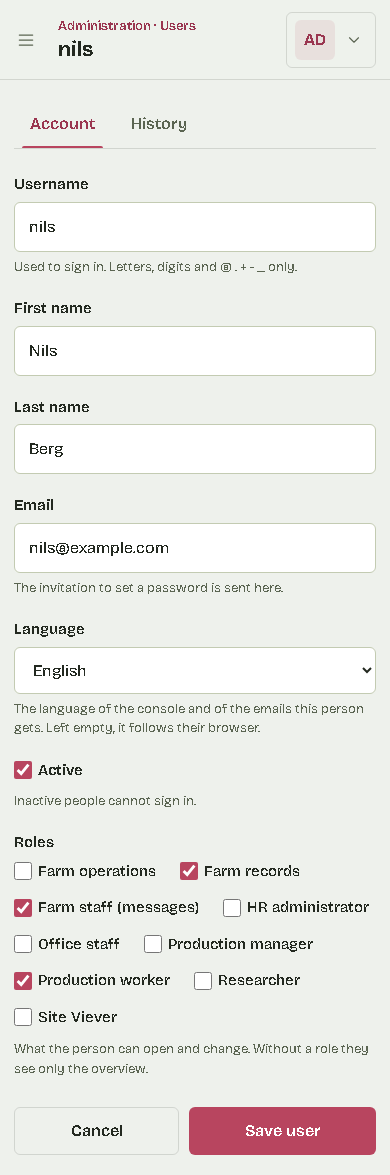 Administration · Users
nils
AD
Account History
Username
nils
Used to sign in. Letters, digits and @ . + - _ only.
First name
Nils
Last name
Berg
Email
nils@example.com
The invitation to set a password is sent here.
Language
English
The language of the console and of the emails this person
gets. Left empty, it follows their browser.
Active
Inactive people cannot sign in.
Roles
Farm operations Farm records
Farm staff (messages) HR administrator
Office staff Production manager
Production worker Researcher
Site Viever
What the person can open and change. Without a role they
see only the overview.
Cancel Save user